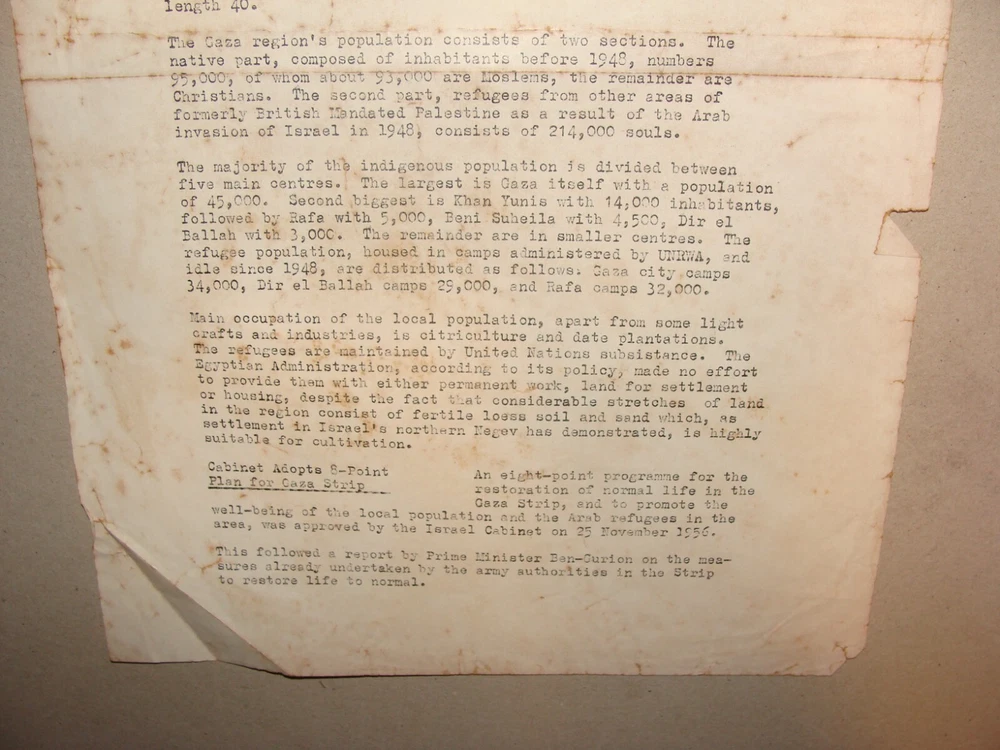 length 40.
The Gaza region's population consists of two sections. The
native part, composed of inhabitants before 1948, numbers
95,000, of whom about 93,000 are Moslems, the remainder are
Christians. The second part, refugees from other areas of
formerly British Mandated Palestine as a result of the Arab
invasion of Israel in 1948, consists of 214,000 souls.
The majority of the indigenous population is divided between
five main centres. The largest is Gaza itself with a population
of 45,000. Second biggest is Khan Yunis with 14,000 inhabitants,
followed by Rafa with 5,000, Beni Suheila with 4,500, Dir el
Ballah with 3,000. The remainder are in smaller centres. The
refugee population, housed in camps administered by UNRWA, and
idle since 1948, are distributed as follows: Gaza city camps
34,000, Dir el Ballah camps 29,000, and Rafa camps 32,000.
Main occupation of the local population, apart from some light
crafts and industries, is citriculture and date plantations.
The refugees are maintained by United Nations subsistance. The
Egyptian Administration, according to its policy, made no effort
to provide them with either permanent work, land for settlement
or housing, despite the fact that considerable stretches of land
in the region consist of fertile loess soil and sand which, as
settlement in Israel's northern Negev has demonstrated, is highly
suitable for cultivation.
Cabinet Adopts 8-Point
Plan for Gaza Strip
An eight-point programme for the
restoration of normal life in the
Gaza Strip, and to promote the
well-being of the local population and the Arab refugees in the
area, was approved by the Israel Cabinet on 25 November 1956.
This followed a report by Prime Minister Ben-Gurion on the mea-
sures already undertaken by the army authorities in the Strip
to restore life to normal.